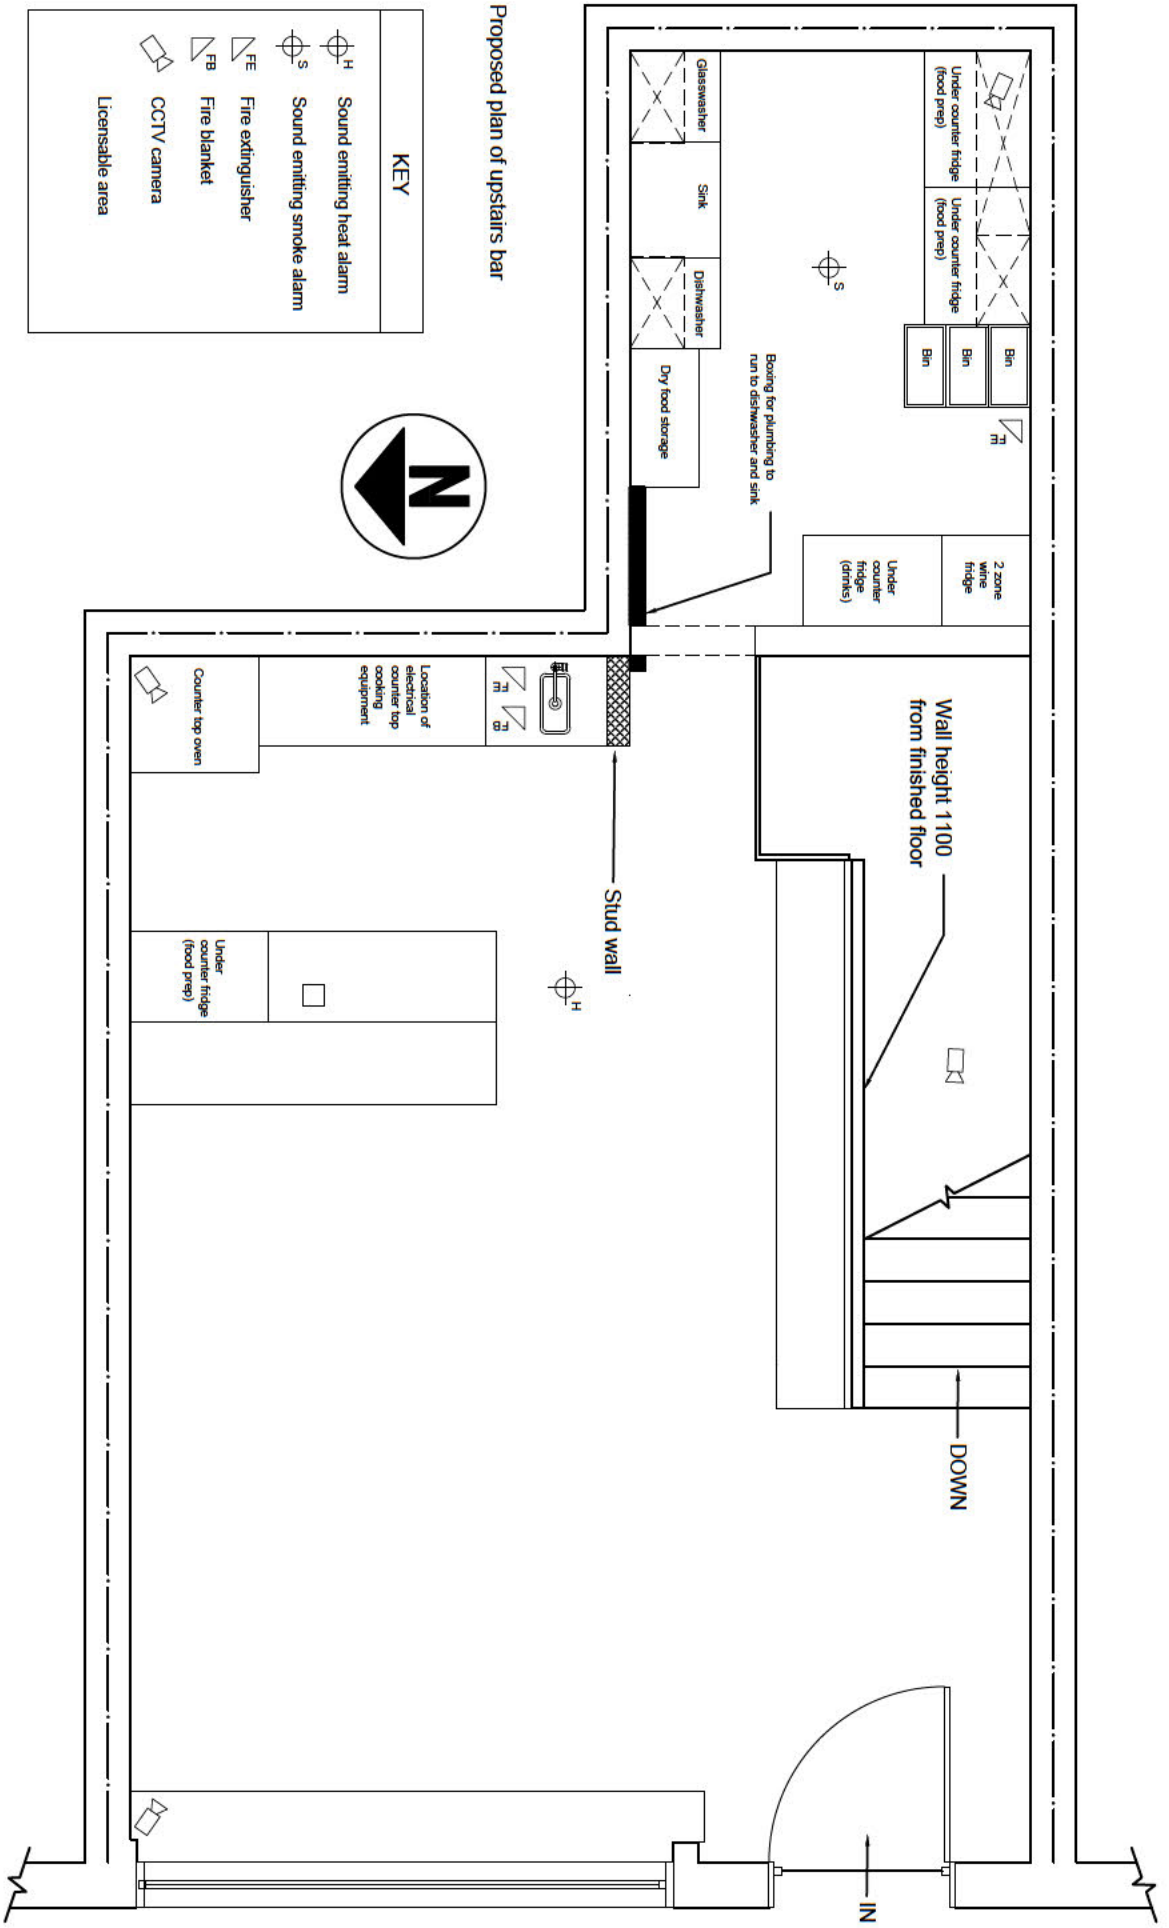 Proposed plan of upstairs bar
KEY
H
Sound emitting heat alarm
S
Sound emitting smoke alarm
FE
Fire extinguisher
FB
Fire blanket
CCTV camera
Licensable area
N
Under counter fridge
(food prep)
Under counter fridge
(food prep)
Bin
Bin
Bin
FE
2 zone
wine
fridge
Under
counter
fridge
(drinks)
S
Glasswasher
Sink
Dishwasher
Dry food storage
Boxing for plumbing to
run to dishwasher and sink
Wall height 1100
from finished floor
DOWN
IN
Stud wall
H
FE
FB
Location of
electrical
counter top
cooking
equipment
Counter top oven
Under
counter fridge
(food prep)